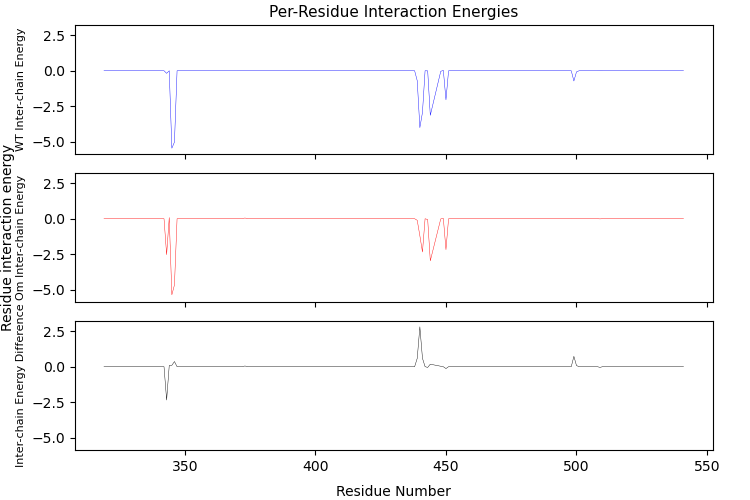 Per-Residue Interaction Energies
Residue interaction energy
WT Inter-chain Energy
2.5
0.0
−2.5
−5.0
Om Inter-chain Energy
2.5
0.0
−2.5
−5.0
Inter-chain Energy Difference
2.5
0.0
−2.5
−5.0
350
400
450
500
550
Residue Number